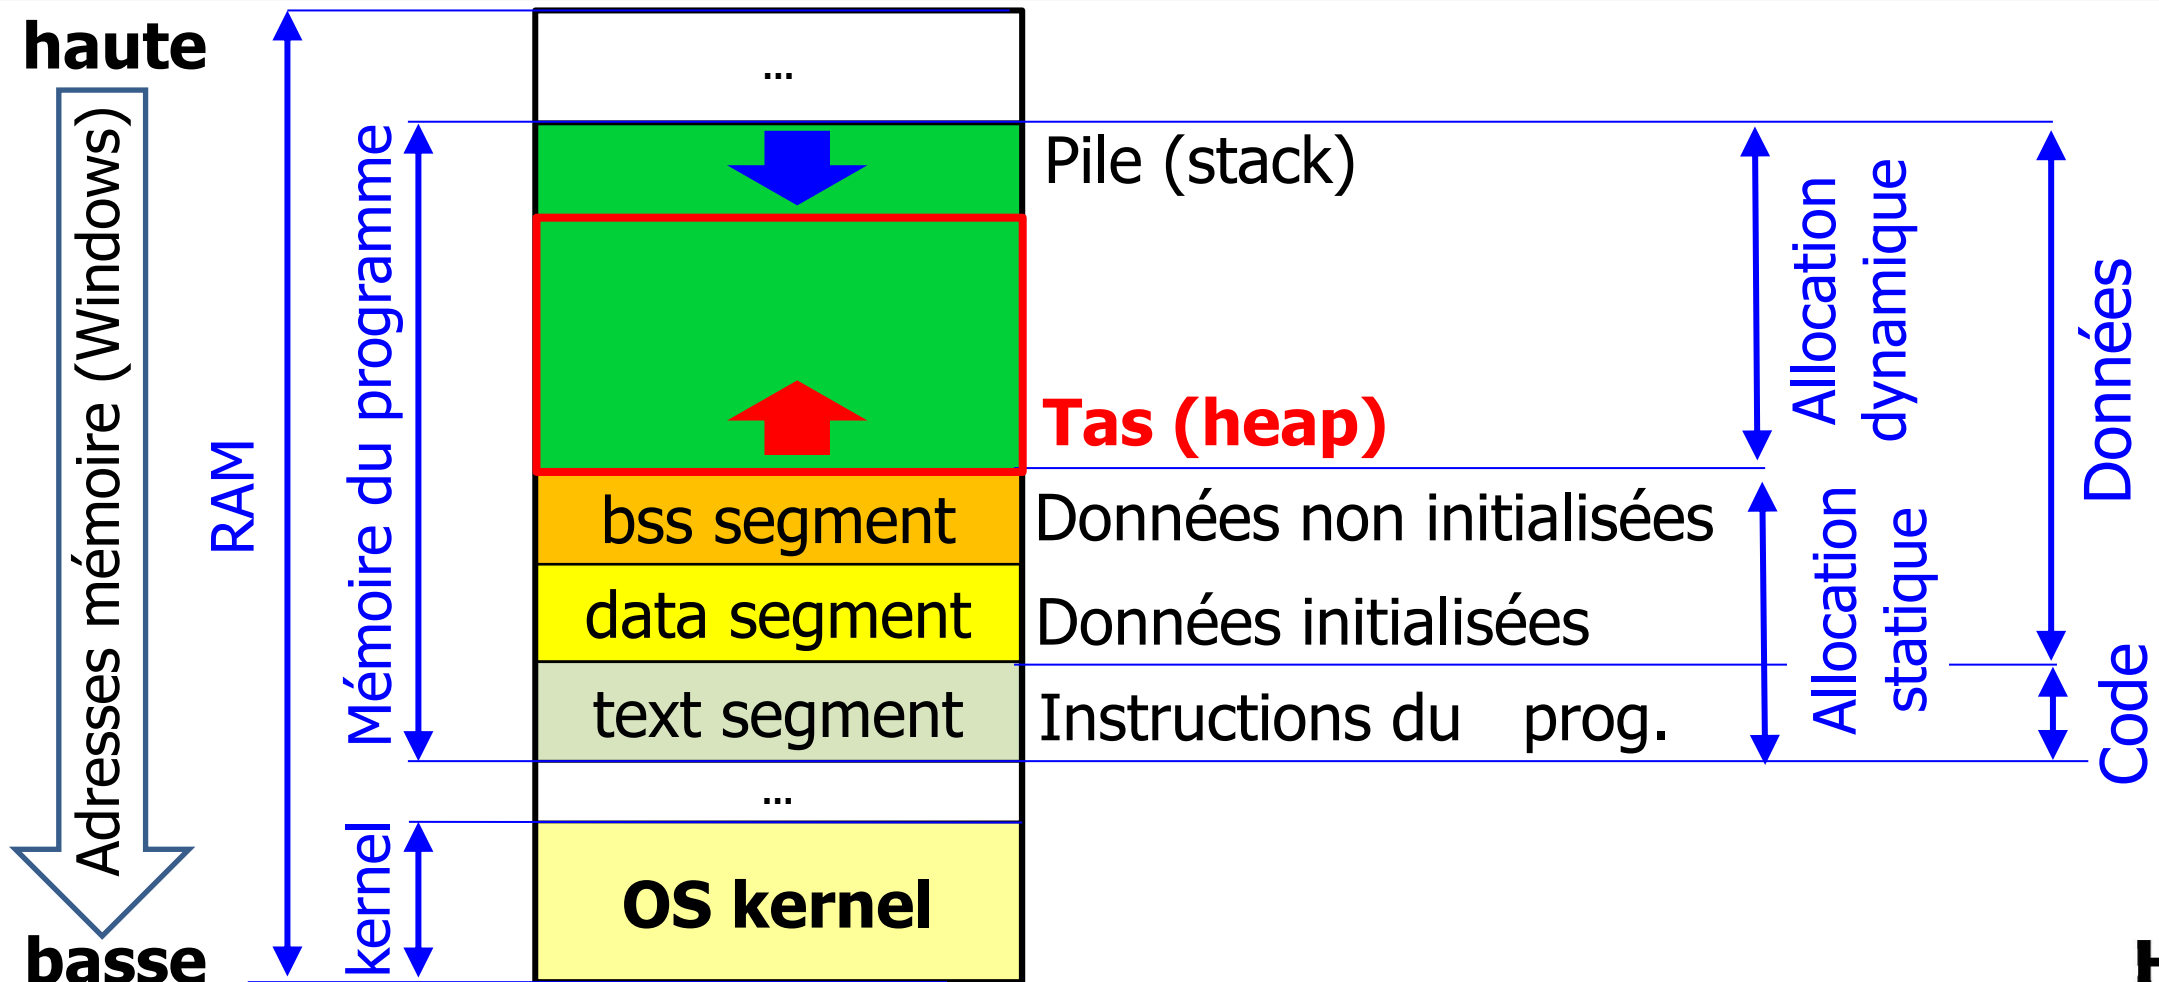 haute
...
Pile (stack)
Tas (heap)
bss segment
Données non initialisées
data segment
Données initialisées
text segment
Instructions du prog.
...
OS kernel
basse
Adresses mémoire (Windows)
RAM
Mémoire du programme
kernel
Allocation
dynamique
Allocation
statique
Données
Code